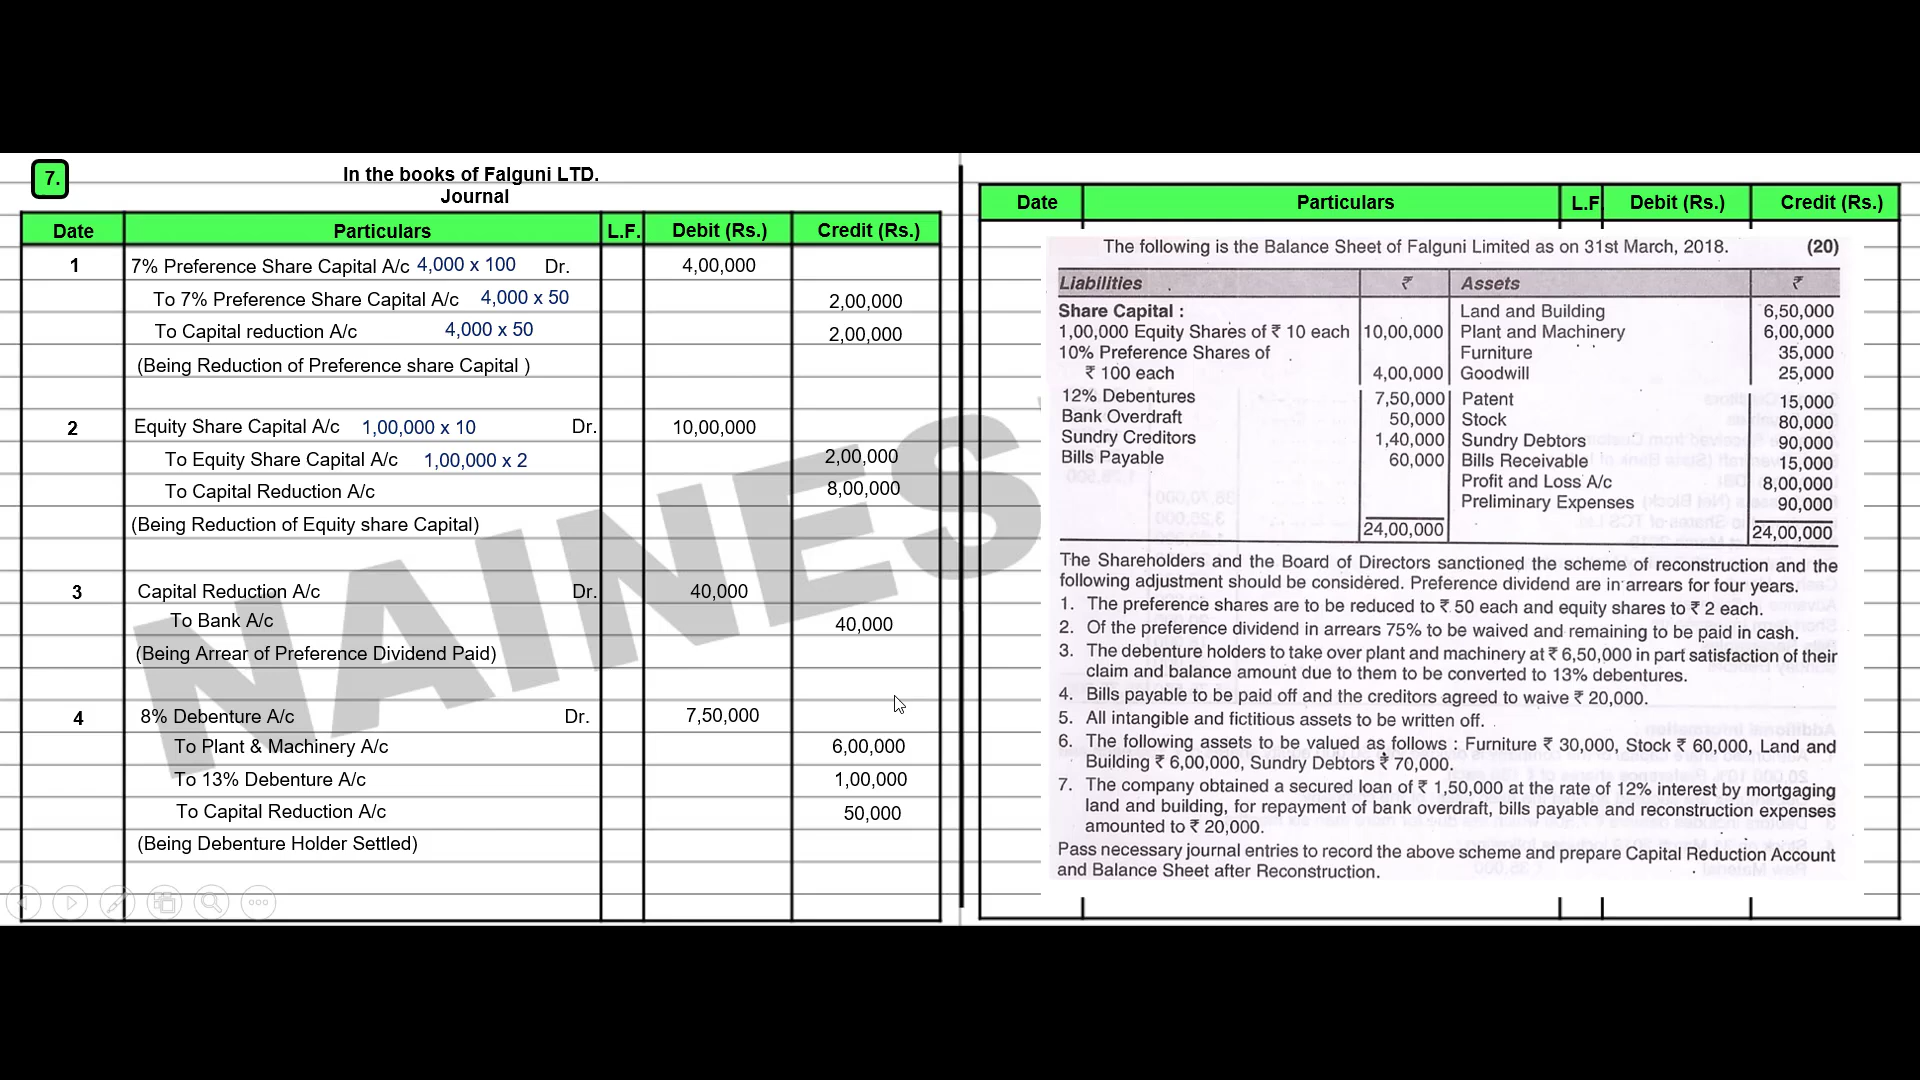 7.
In the books of Falguni LTD.
Journal
Date Particulars L.F. Debit (Rs.) Credit (Rs.)
1 7% Preference Share Capital A/c 4,000 x 100 Dr. 4,00,000
To 7% Preference Share Capital A/c 4,000 x 50 2,00,000
To Capital reduction A/c 4,000 x 50 2,00,000
(Being Reduction of Preference share Capital )
2 Equity Share Capital A/c 1,00,000 x 10 Dr. 10,00,000
To Equity Share Capital A/c 1,00,000 x 2 2,00,000
To Capital Reduction A/c 8,00,000
(Being Reduction of Equity share Capital)
3 Capital Reduction A/c Dr. 40,000
To Bank A/c 40,000
(Being Arrear of Preference Dividend Paid)
4 8% Debenture A/c Dr. 7,50,000
To Plant & Machinery A/c 6,00,000
To 13% Debenture A/c 1,00,000
To Capital Reduction A/c 50,000
(Being Debenture Holder Settled)
NAINES
Date Particulars L.F Debit (Rs.) Credit (Rs.)
The following is the Balance Sheet of Falguni Limited as on 31st March, 2018. (20)
Liabilities ₹ Assets ₹
Share Capital : Land and Building 6,50,000
1,00,000 Equity Shares of ₹ 10 each 10,00,000 Plant and Machinery 6,00,000
10% Preference Shares of Furniture 35,000
₹ 100 each 4,00,000 Goodwill 25,000
12% Debentures 7,50,000 Patent 15,000
Bank Overdraft 50,000 Stock 80,000
Sundry Creditors 1,40,000 Sundry Debtors 90,000
Bills Payable 60,000 Bills Receivable 15,000
Profit and Loss A/c 8,00,000
Preliminary Expenses 90,000
24,00,000 24,00,000
The Shareholders and the Board of Directors sanctioned the scheme of reconstruction and the
following adjustment should be considered. Preference dividend are in arrears for four years.
1. The preference shares are to be reduced to ₹ 50 each and equity shares to ₹ 2 each.
2. Of the preference dividend in arrears 75% to be waived and remaining to be paid in cash.
3. The debenture holders to take over plant and machinery at ₹ 6,50,000 in part satisfaction of their
claim and balance amount due to them to be converted to 13% debentures.
4. Bills payable to be paid off and the creditors agreed to waive ₹ 20,000.
5. All intangible and fictitious assets to be written off.
6. The following assets to be valued as follows : Furniture ₹ 30,000, Stock ₹ 60,000, Land and
Building ₹ 6,00,000, Sundry Debtors ₹ 70,000.
7. The company obtained a secured loan of ₹ 1,50,000 at the rate of 12% interest by mortgaging
land and building, for repayment of bank overdraft, bills payable and reconstruction expenses
amounted to ₹ 20,000.
Pass necessary journal entries to record the above scheme and prepare Capital Reduction Account
and Balance Sheet after Reconstruction.